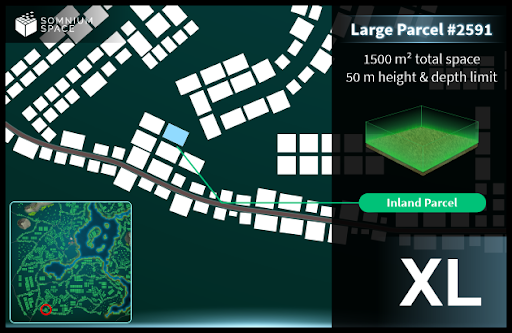 SOMNIUM
SPACE
Large Parcel #2591
1500 m² total space
50 m height & depth limit
Inland Parcel
XL